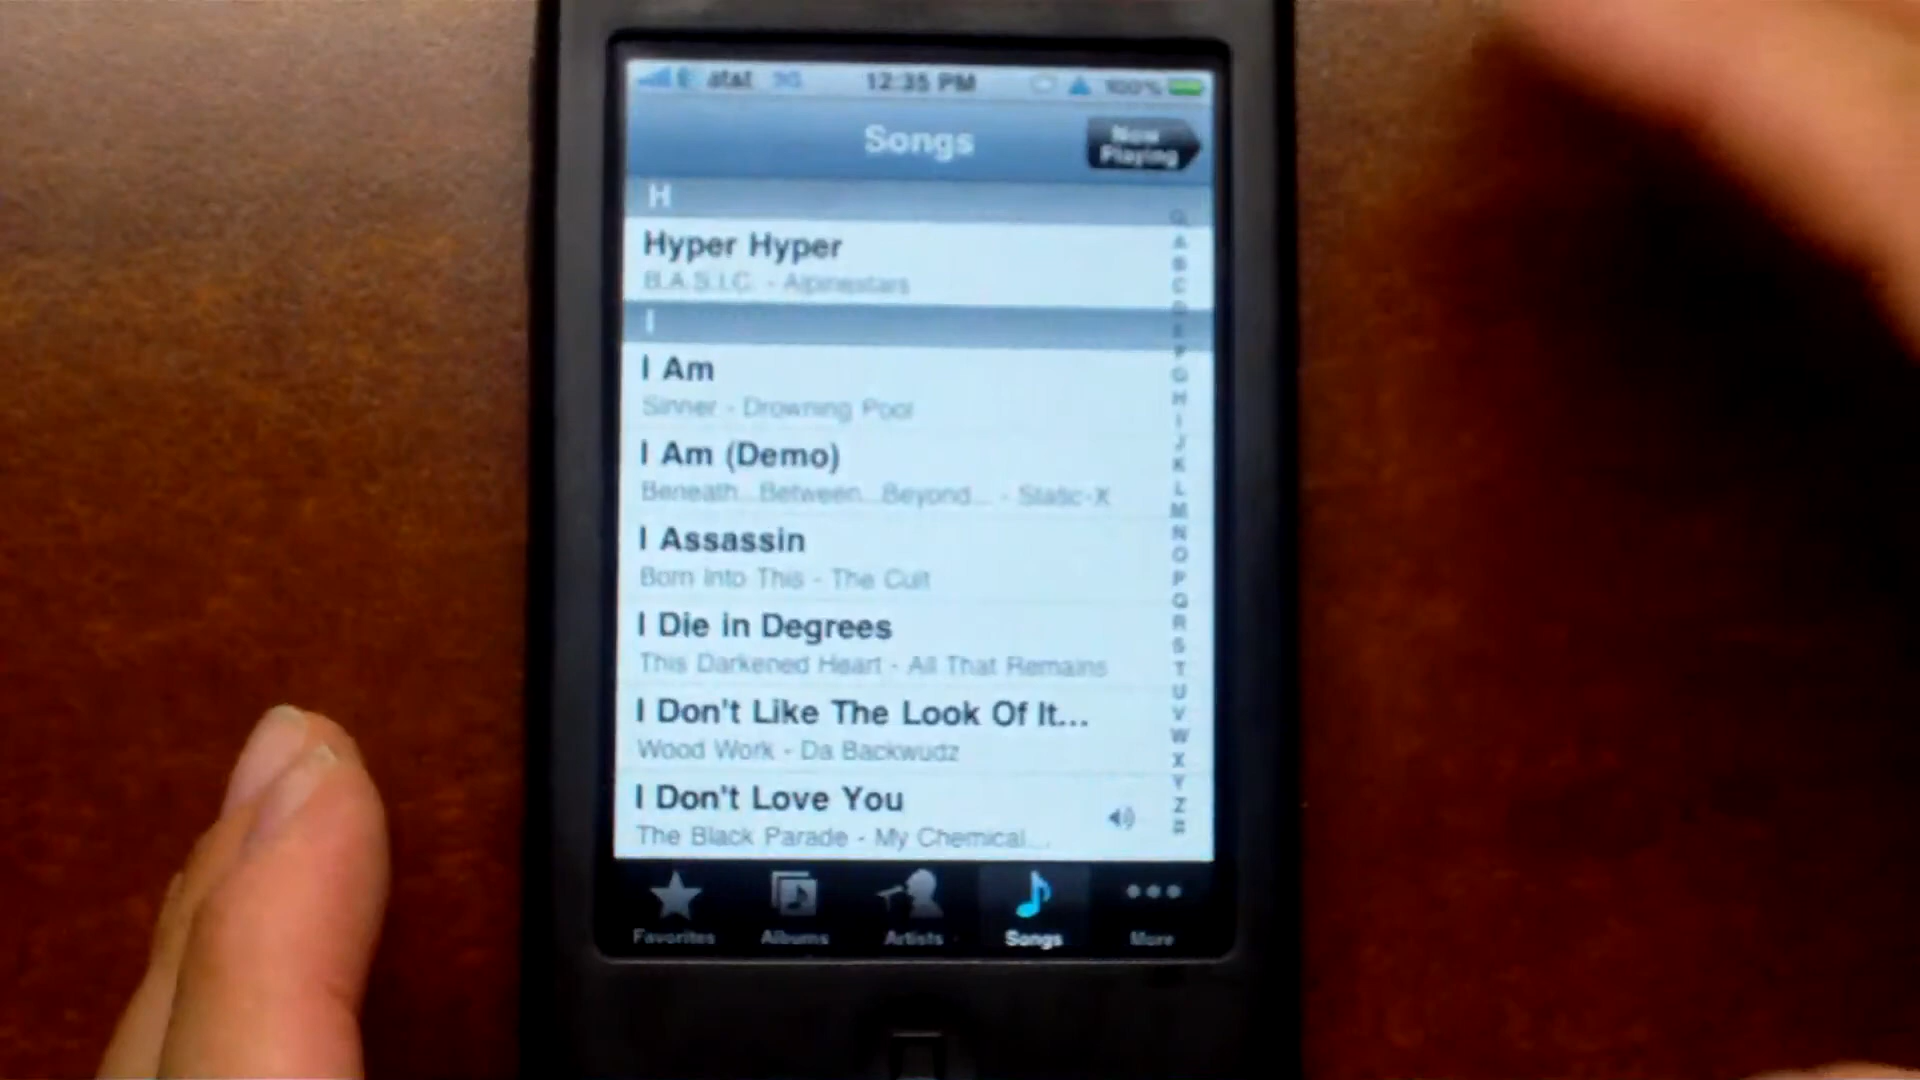 at&t 3G 12:35 PM 100%
Songs
Now Playing
H
Hyper Hyper
B.A.S.I.C. - Alpinestars
I
I Am
Sinner - Drowning Pool
I Am (Demo)
Beneath...Between...Beyond... - Static-X
I Assassin
Born Into This - The Cult
I Die in Degrees
This Darkened Heart - All That Remains
I Don't Like The Look Of It...
Wood Work - Da Backwudz
I Don't Love You
The Black Parade - My Chemical...
A
B
C
D
E
F
G
H
I
J
K
L
M
N
O
P
Q
R
S
T
U
V
W
X
Y
Z
#
Favorites Albums Artists Songs More